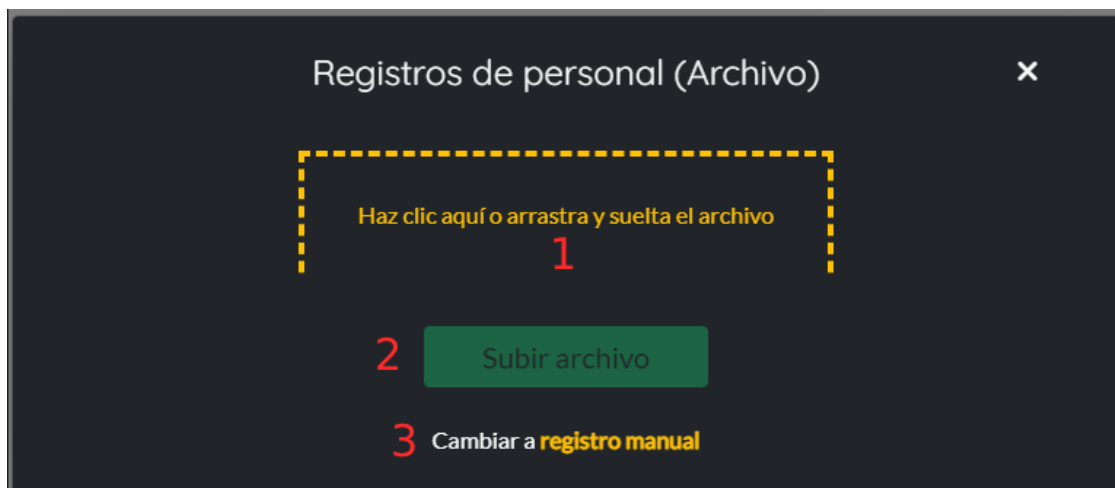 Registros de personal (Archivo) ×
Haz clic aquí o arrastra y suelta el archivo
1
2 Subir archivo
3 Cambiar a registro manual